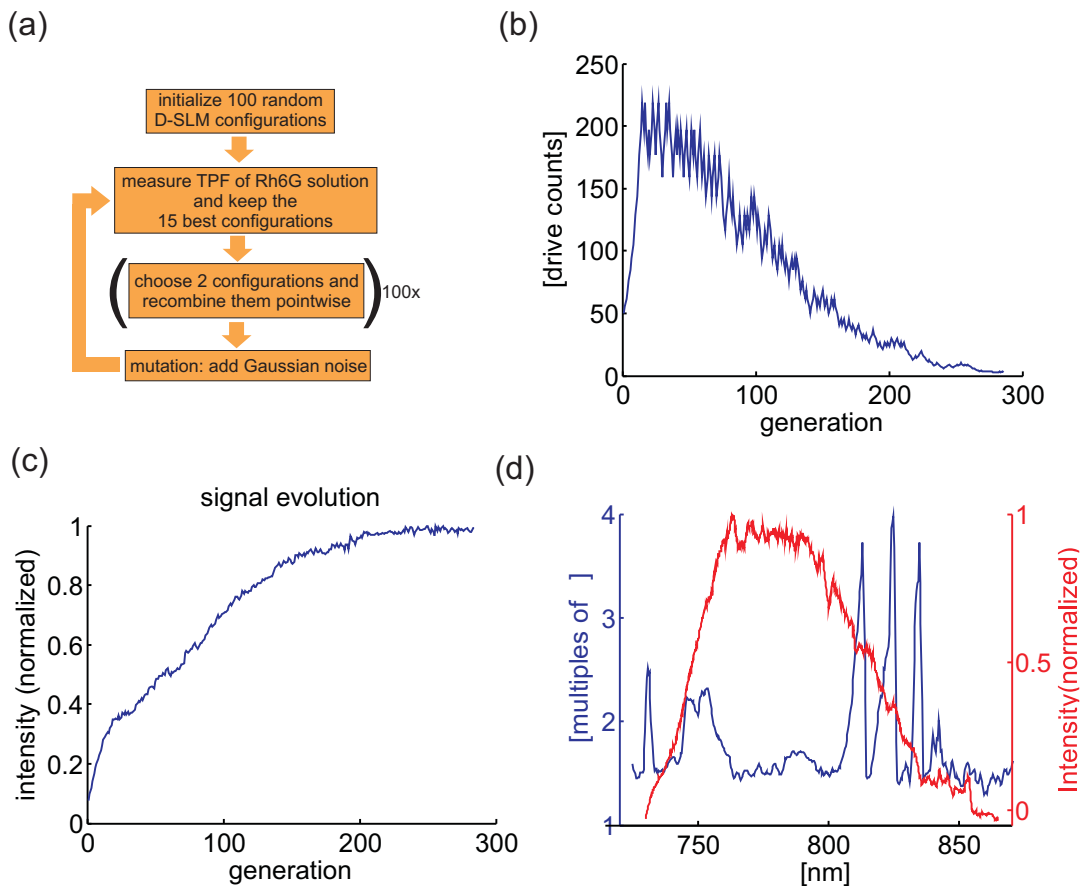 (a)
initialize 100 random
D-SLM configurations
measure TPF of Rh6G solution
and keep the
15 best configurations
( choose 2 configurations and
recombine them pointwise ) 100x
mutation: add Gaussian noise
(b)
250
200
150
100
50
0
[drive counts]
0 100 200 300
generation
(c)
signal evolution
1
0.8
0.6
0.4
0.2
0
intensity (normalized)
0 100 200 300
generation
(d)
4
3
2
1
[multiples of ]
1
0.5
0
Intensity(normalized)
750 800 850
[nm]